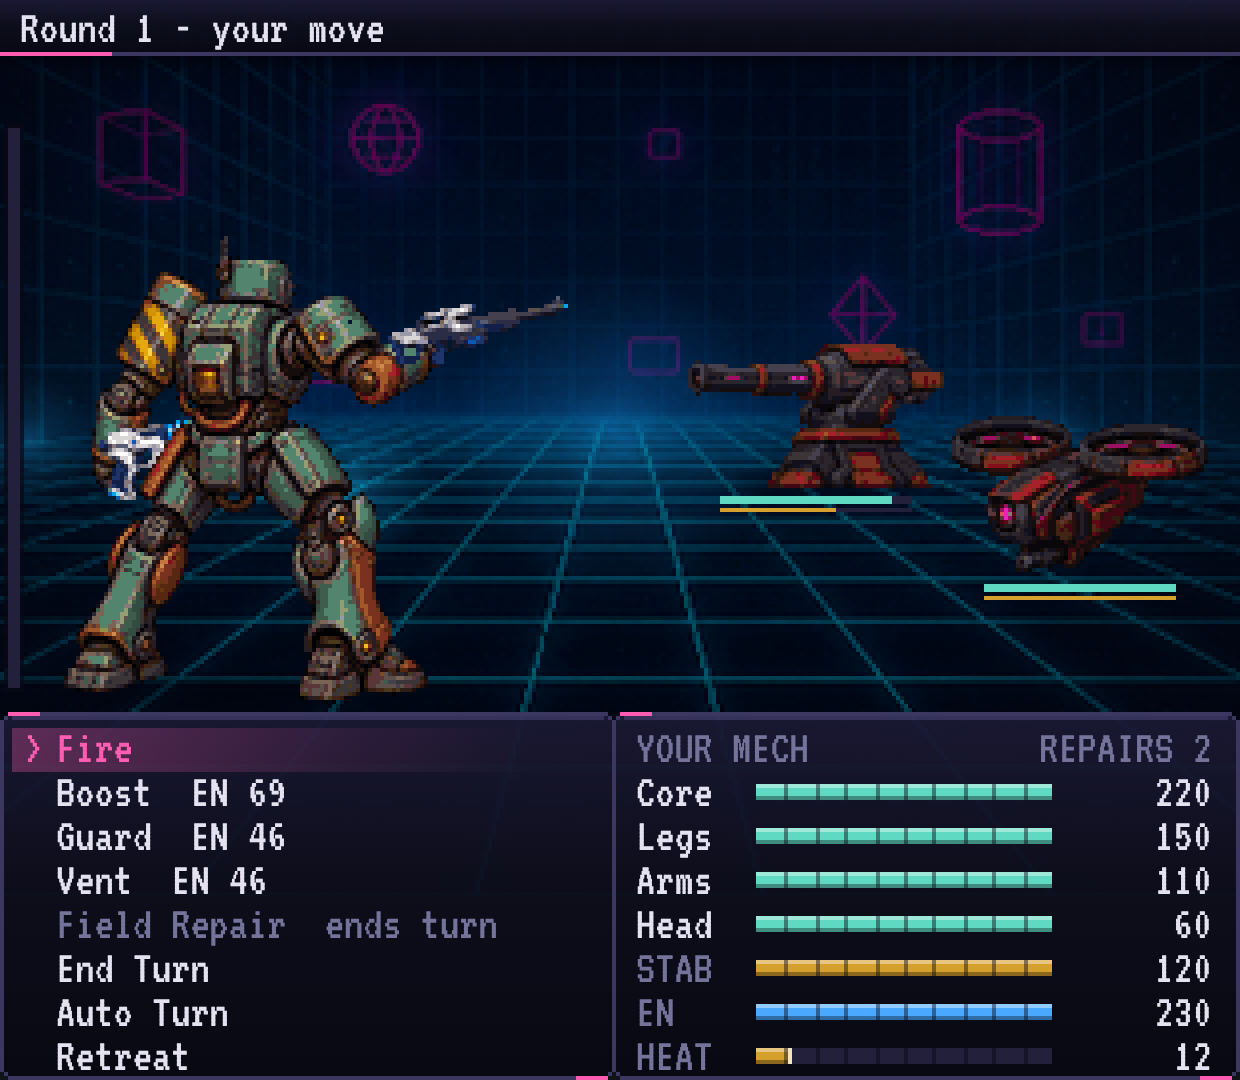 Round 1 - your move
> Fire
Boost EN 69
Guard EN 46
Vent EN 46
Field Repair ends turn
End Turn
Auto Turn
Retreat
YOUR MECH REPAIRS 2
Core 220
Legs 150
Arms 110
Head 60
STAB 120
EN 230
HEAT 12